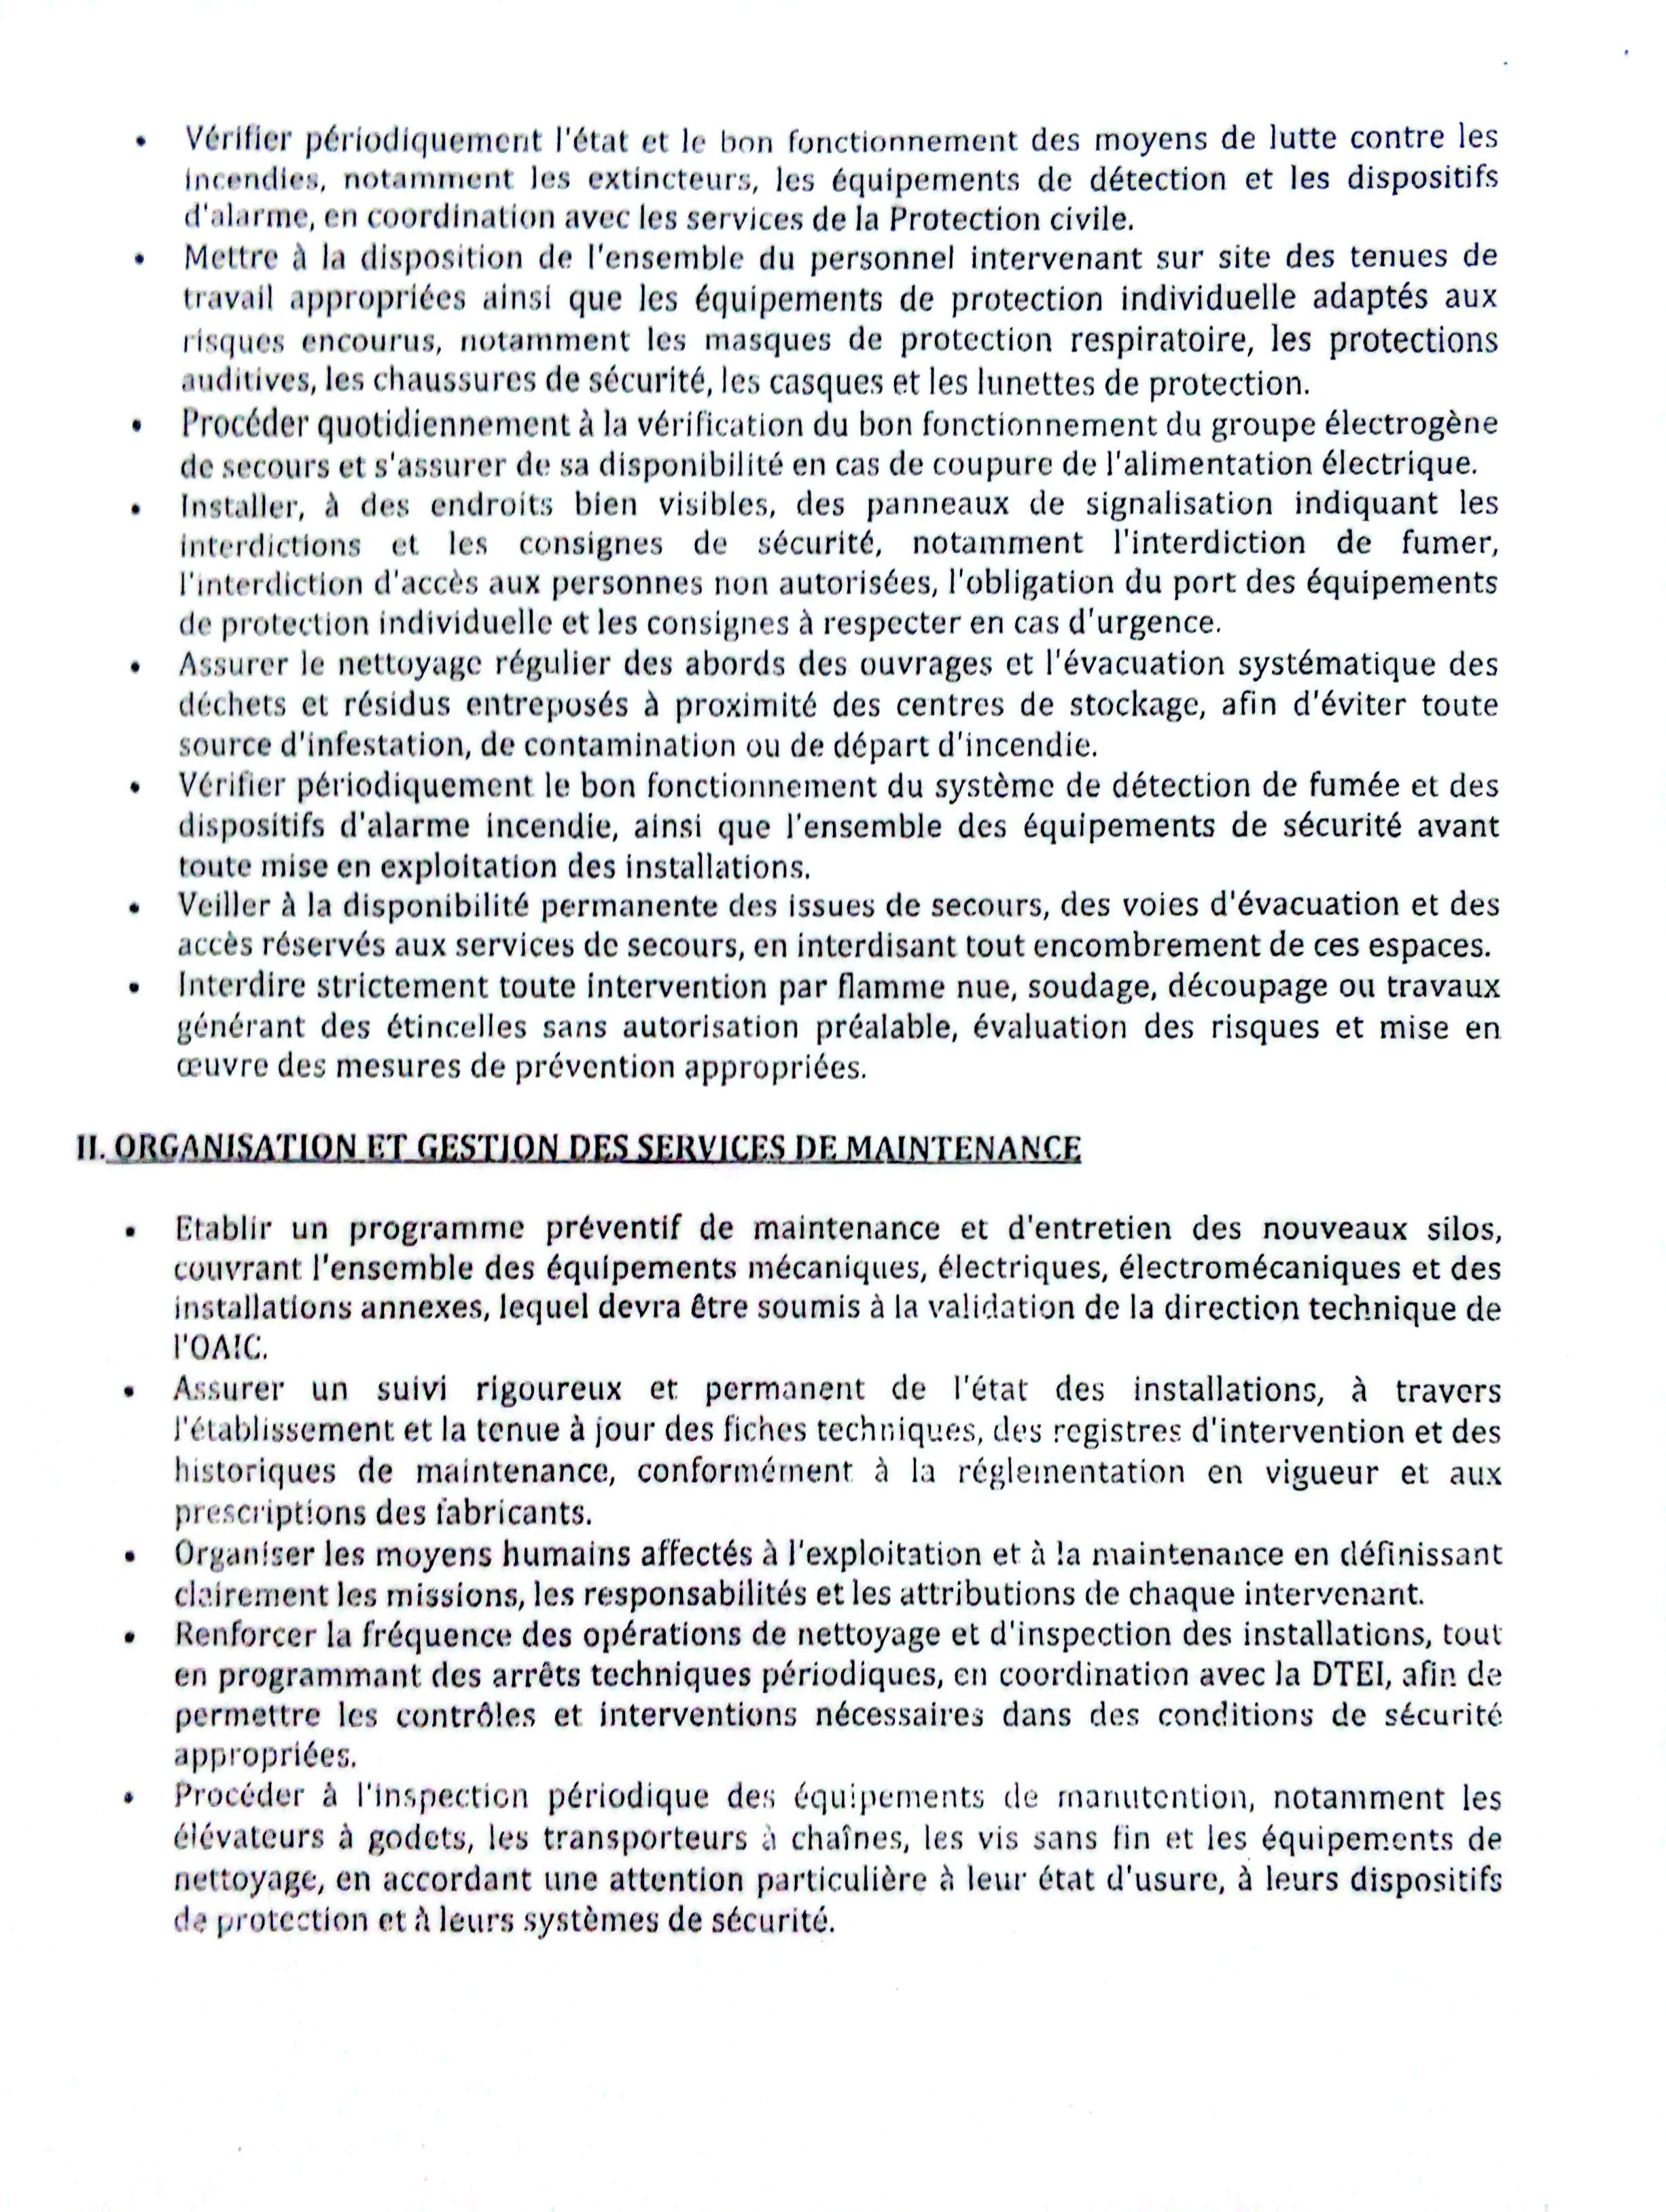 • Vérifier périodiquement l'état et le bon fonctionnement des moyens de lutte contre les
incendies, notamment les extincteurs, les équipements de détection et les dispositifs
d'alarme, en coordination avec les services de la Protection civile.
• Mettre à la disposition de l'ensemble du personnel intervenant sur site des tenues de
travail appropriées ainsi que les équipements de protection individuelle adaptés aux
risques encourus, notamment les masques de protection respiratoire, les protections
auditives, les chaussures de sécurité, les casques et les lunettes de protection.
• Procéder quotidiennement à la vérification du bon fonctionnement du groupe électrogène
de secours et s'assurer de sa disponibilité en cas de coupure de l'alimentation électrique.
• Installer, à des endroits bien visibles, des panneaux de signalisation indiquant les
interdictions et les consignes de sécurité, notamment l'interdiction de fumer,
l'interdiction d'accès aux personnes non autorisées, l'obligation du port des équipements
de protection individuelle et les consignes à respecter en cas d'urgence.
• Assurer le nettoyage régulier des abords des ouvrages et l'évacuation systématique des
déchets et résidus entreposés à proximité des centres de stockage, afin d'éviter toute
source d'infestation, de contamination ou de départ d'incendie.
• Vérifier périodiquement le bon fonctionnement du système de détection de fumée et des
dispositifs d'alarme incendie, ainsi que l'ensemble des équipements de sécurité avant
toute mise en exploitation des installations.
• Veiller à la disponibilité permanente des issues de secours, des voies d'évacuation et des
accès réservés aux services de secours, en interdisant tout encombrement de ces espaces.
• Interdire strictement toute intervention par flamme nue, soudage, découpage ou travaux
générant des étincelles sans autorisation préalable, évaluation des risques et mise en
œuvre des mesures de prévention appropriées.
II. ORGANISATION ET GESTION DES SERVICES DE MAINTENANCE
• Etablir un programme préventif de maintenance et d'entretien des nouveaux silos,
couvrant l'ensemble des équipements mécaniques, électriques, électromécaniques et des
installations annexes, lequel devra être soumis à la validation de la direction technique de
l'OAIC.
• Assurer un suivi rigoureux et permanent de l'état des installations, à travers
l'établissement et la tenue à jour des fiches techniques, des registres d'intervention et des
historiques de maintenance, conformément à la réglementation en vigueur et aux
prescriptions des fabricants.
• Organiser les moyens humains affectés à l'exploitation et à la maintenance en définissant
clairement les missions, les responsabilités et les attributions de chaque intervenant.
• Renforcer la fréquence des opérations de nettoyage et d'inspection des installations, tout
en programmant des arrêts techniques périodiques, en coordination avec la DTEI, afin de
permettre les contrôles et interventions nécessaires dans des conditions de sécurité
appropriées.
• Procéder à l'inspection périodique des équipements de manutention, notamment les
élévateurs à godets, les transporteurs à chaînes, les vis sans fin et les équipements de
nettoyage, en accordant une attention particulière à leur état d'usure, à leurs dispositifs
de protection et à leurs systèmes de sécurité.